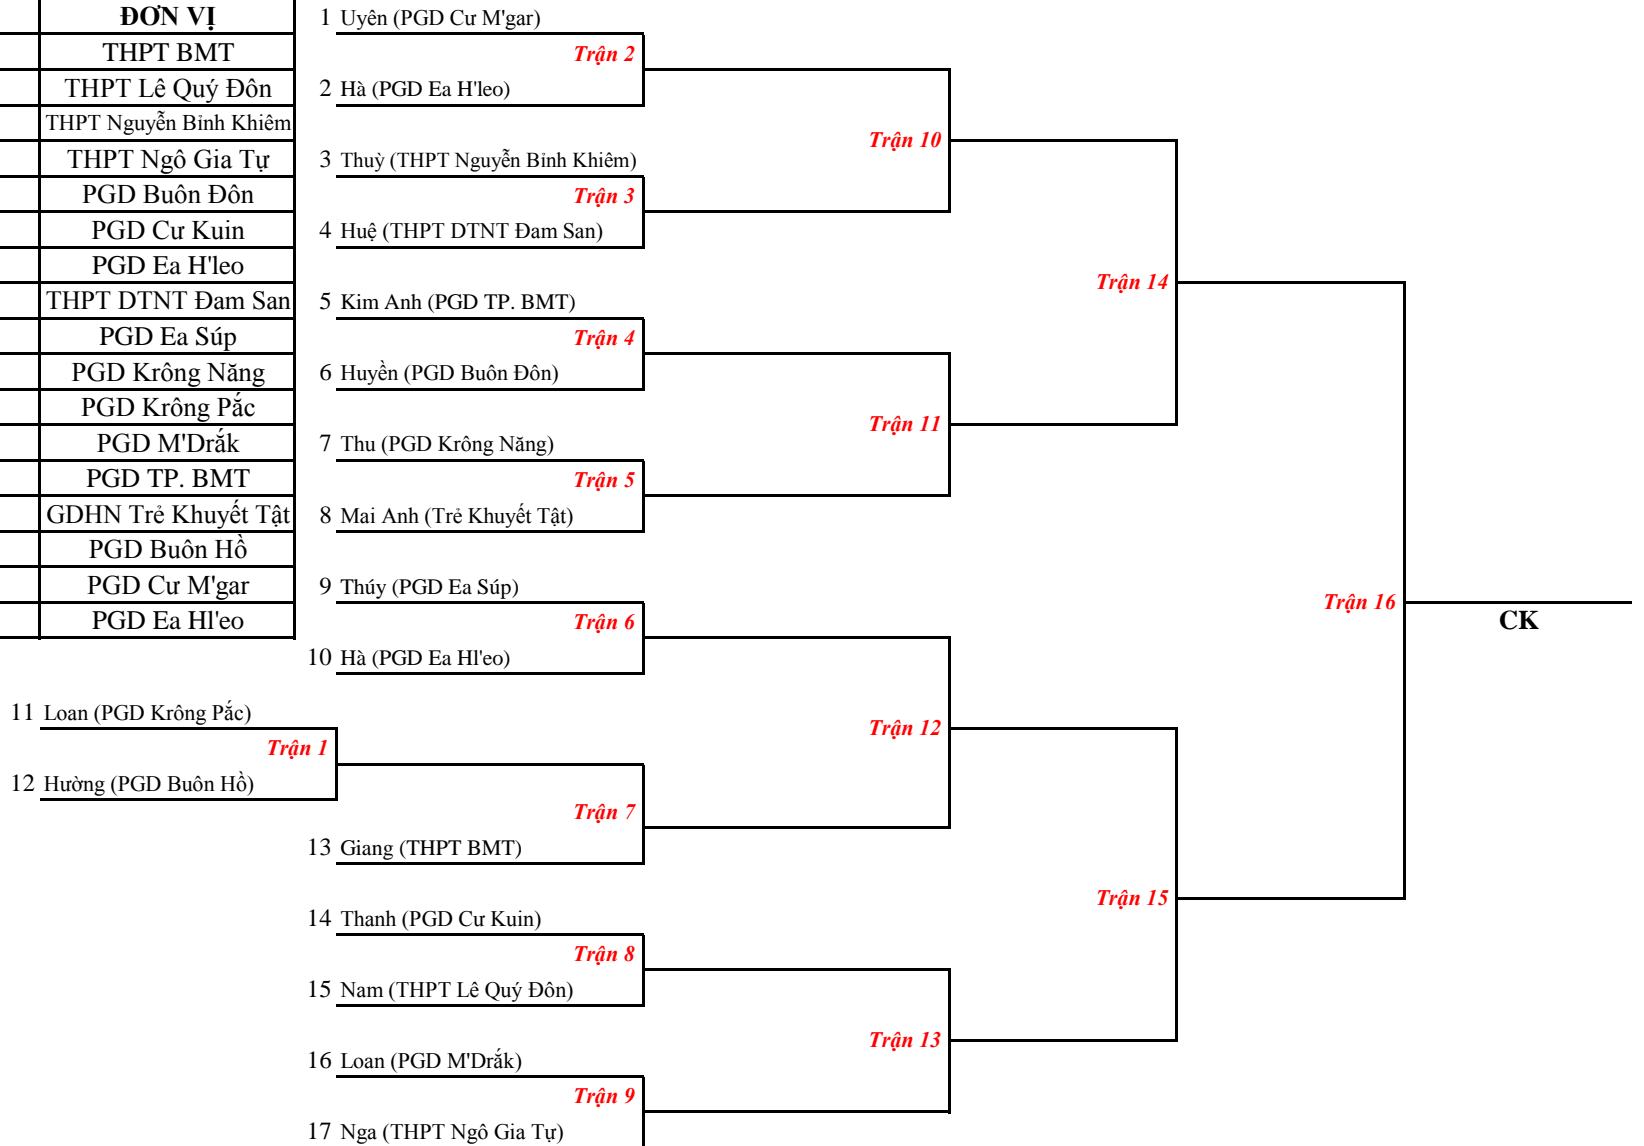 ĐƠN VỊ
THPT BMT
THPT Lê Quý Đôn
THPT Nguyễn Bỉnh Khiêm
THPT Ngô Gia Tự
PGD Buôn Đôn
PGD Cư Kuin
PGD Ea H'leo
THPT DTNT Đam San
PGD Ea Súp
PGD Krông Năng
PGD Krông Pắc
PGD M'Drắk
PGD TP. BMT
GDHN Trẻ Khuyết Tật
PGD Buôn Hồ
PGD Cư M'gar
PGD Ea Hl'eo
1 Uyên (PGD Cư M'gar)
Trận 2
2 Hà (PGD Ea H'leo)
Trận 10
3 Thuỳ (THPT Nguyễn Bỉnh Khiêm)
Trận 3
4 Huệ (THPT DTNT Đam San)
Trận 14
5 Kim Anh (PGD TP. BMT)
Trận 4
6 Huyền (PGD Buôn Đôn)
Trận 11
7 Thu (PGD Krông Năng)
Trận 5
8 Mai Anh (Trẻ Khuyết Tật)
9 Thúy (PGD Ea Súp)
Trận 16
CK
Trận 6
10 Hà (PGD Ea Hl'eo)
11 Loan (PGD Krông Pắc)
Trận 12
Trận 1
12 Hường (PGD Buôn Hồ)
Trận 7
13 Giang (THPT BMT)
Trận 15
14 Thanh (PGD Cư Kuin)
Trận 8
15 Nam (THPT Lê Quý Đôn)
Trận 13
16 Loan (PGD M'Drắk)
Trận 9
17 Nga (THPT Ngô Gia Tự)